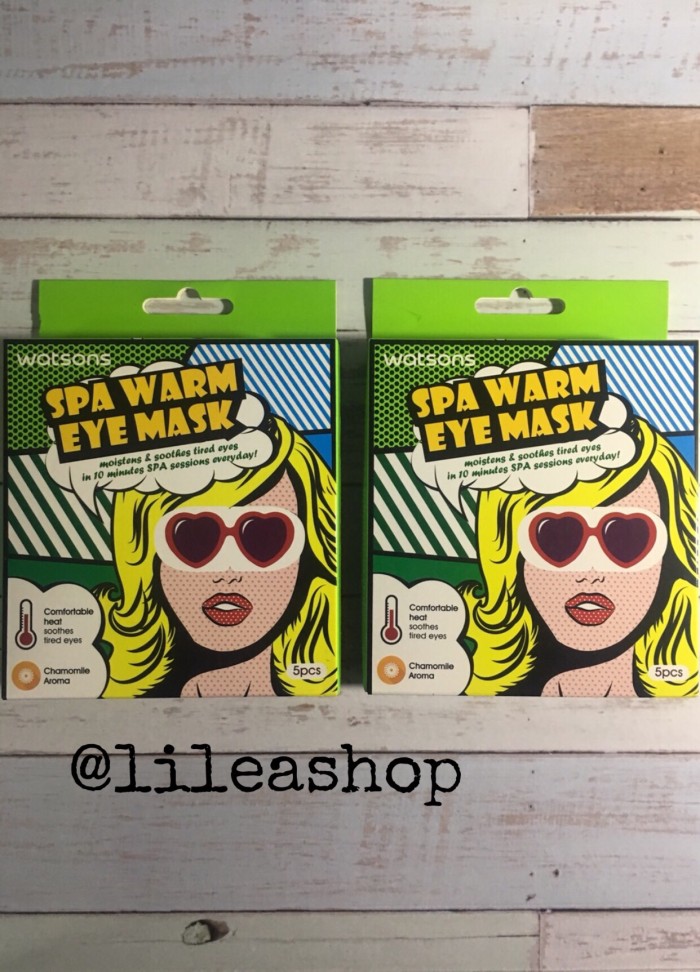 watsons
SPA WARM
EYE MASK
moistens & soothes tired eyes
in 10 minutes SPA sessions everyday!
Comfortable
heat
soothes
tired eyes
Chamomile
Aroma
5pcs
watsons
SPA WARM
EYE MASK
moistens & soothes tired eyes
in 10 minutes SPA sessions everyday!
Comfortable
heat
soothes
tired eyes
Chamomile
Aroma
5pcs
@lileashop